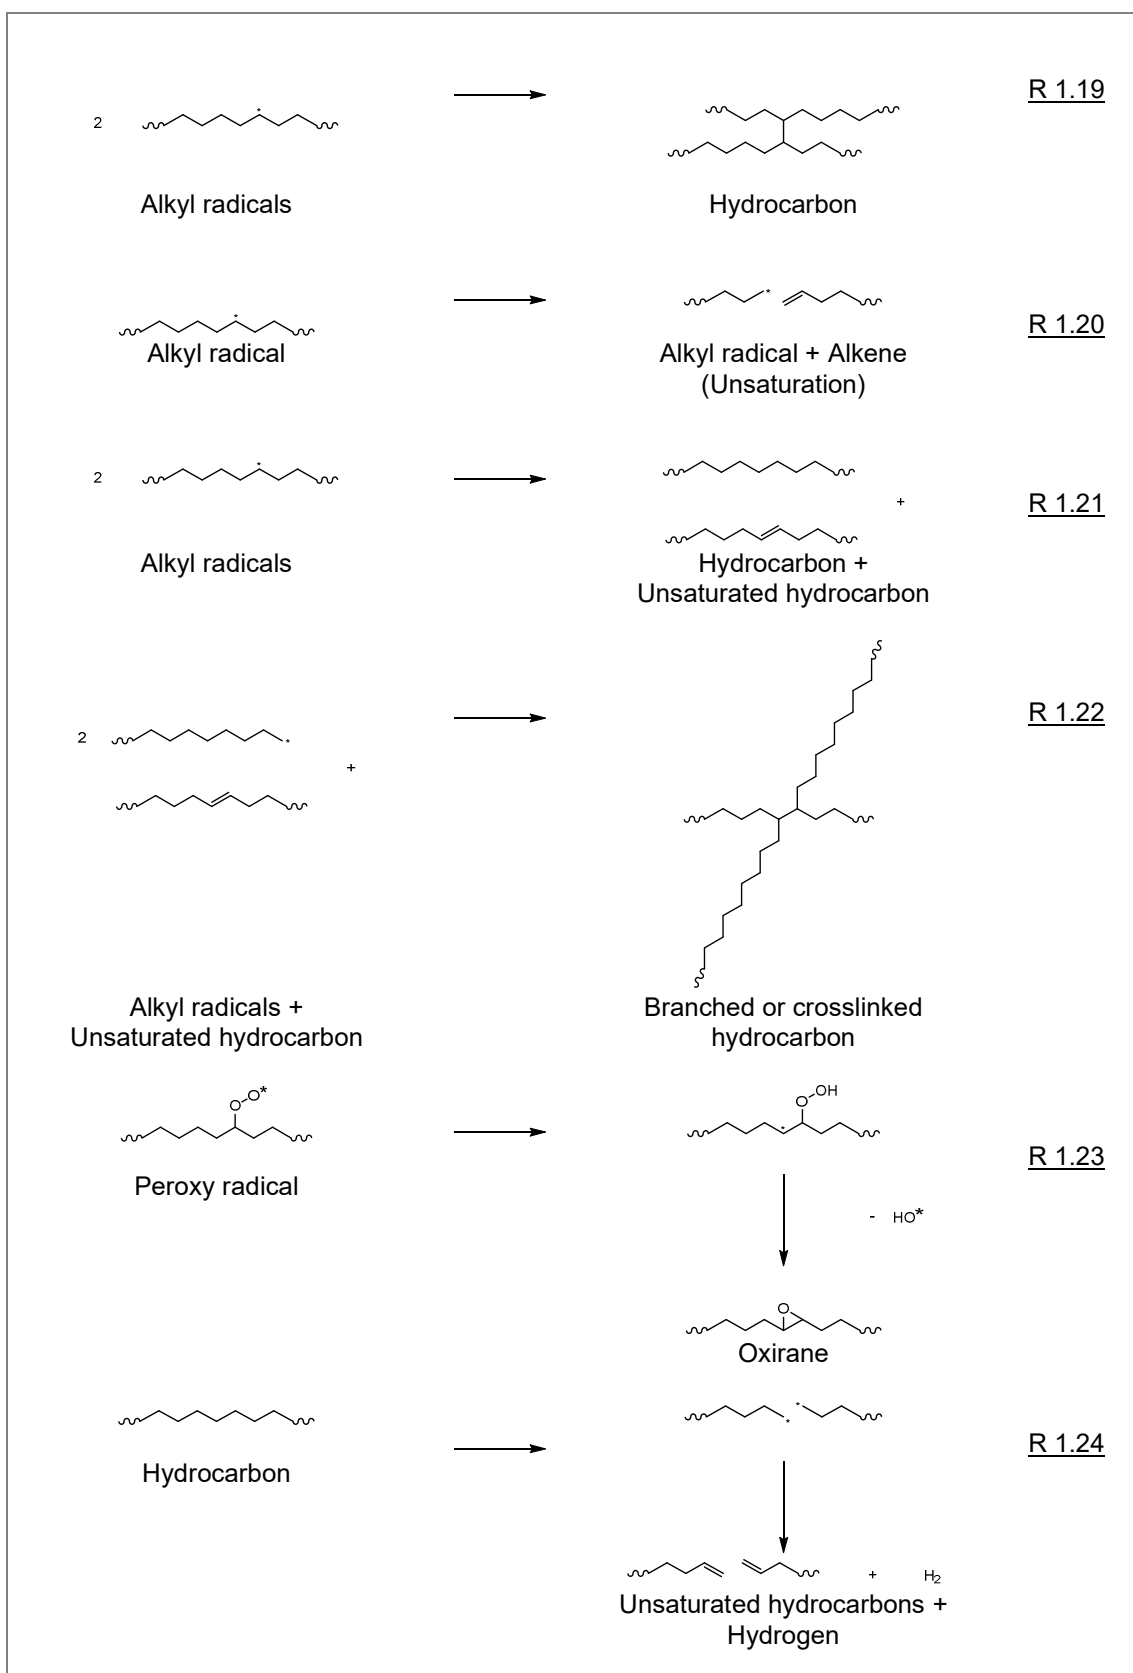 R 1.19
*
2
Alkyl radicals
Hydrocarbon
*
*
Alkyl radical
Alkyl radical + Alkene
(Unsaturation)
R 1.20
2
*
+
R 1.21
Alkyl radicals
Hydrocarbon +
Unsaturated hydrocarbon
R 1.22
2
*
+
Alkyl radicals +
Unsaturated hydrocarbon
Branched or crosslinked
hydrocarbon
O O*
O OH
*
Peroxy radical
R 1.23
- HO*
O
Oxirane
* *
Hydrocarbon
R 1.24
+ H2
Unsaturated hydrocarbons +
Hydrogen